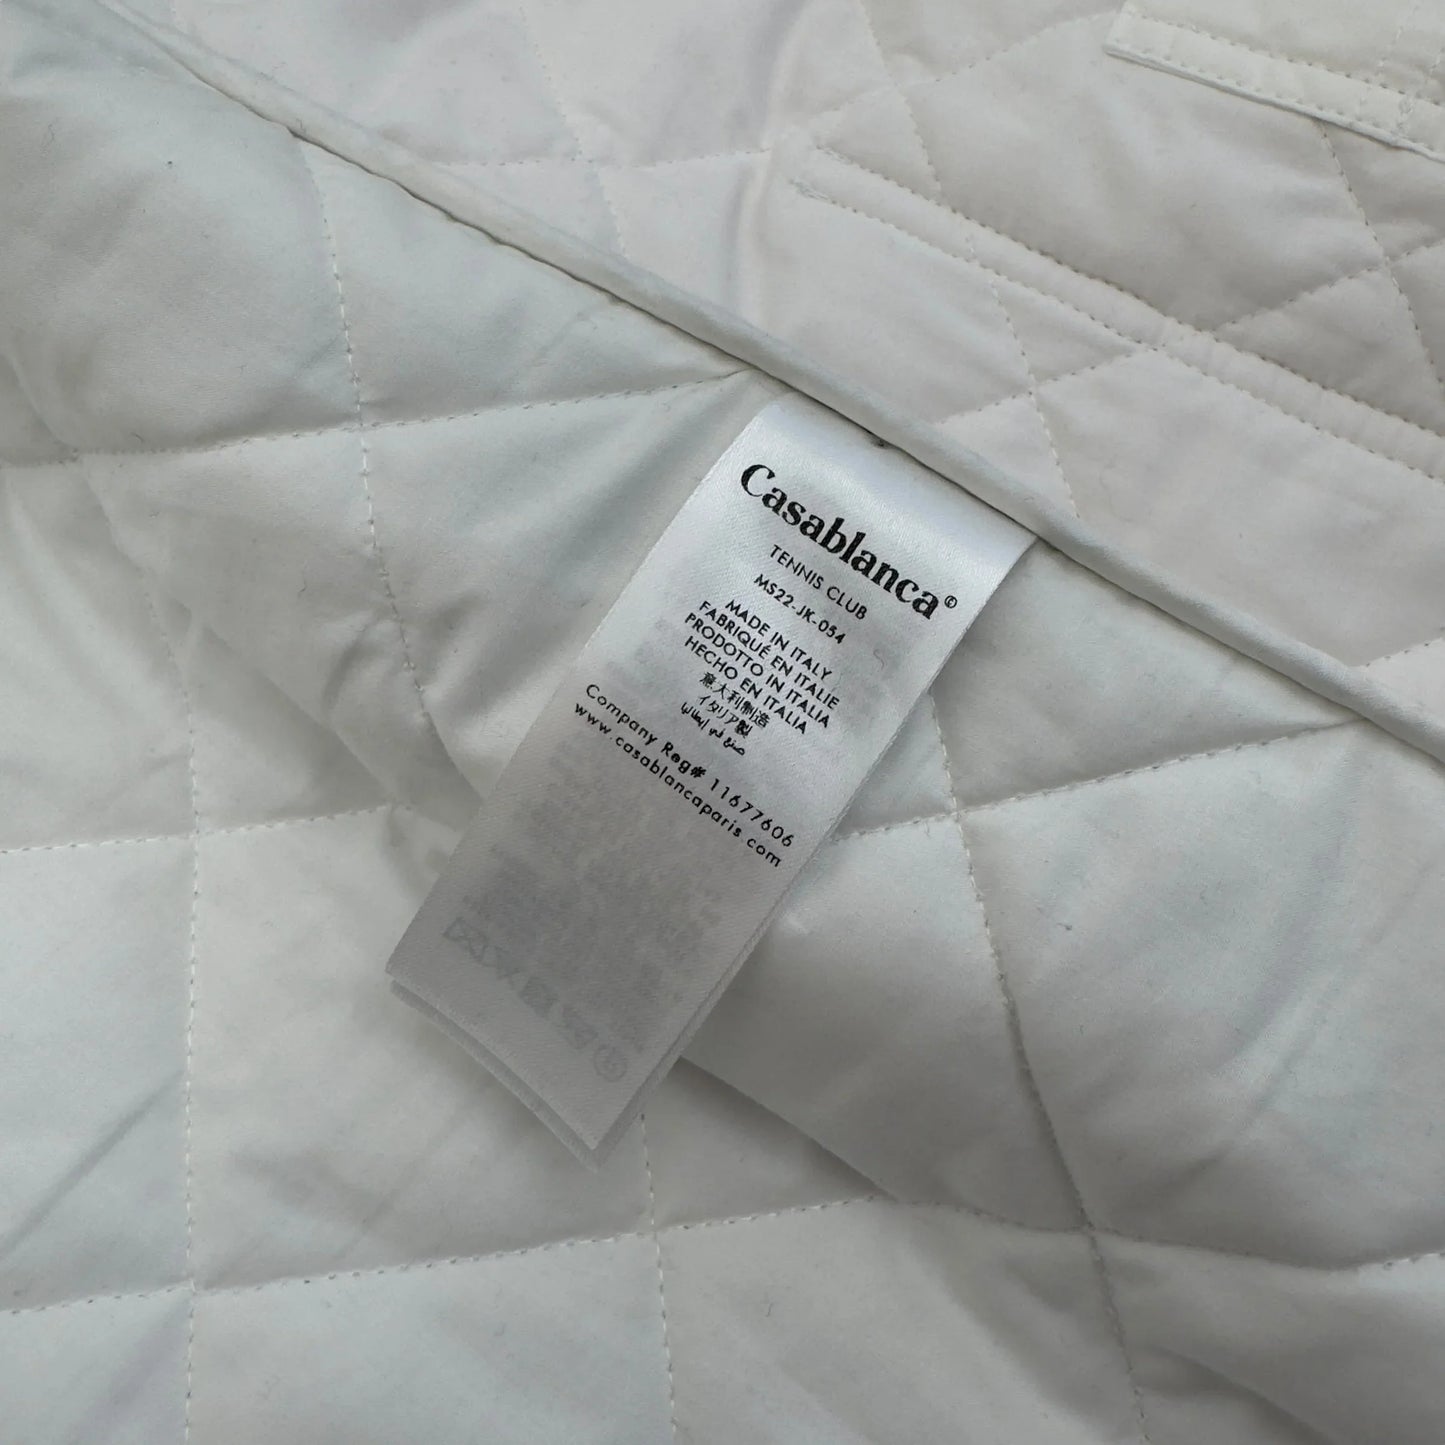 Casablanca©
TENNIS CLUB
MS22-JK-054
MADE IN ITALY
FABRIQUÉ EN ITALIE
PRODOTTO IN ITALIA
HECHO EN ITALIA
意大利制造
イタリア製
صنع في إيطاليا
Company Reg# 11677606
www.casablancaparis.com